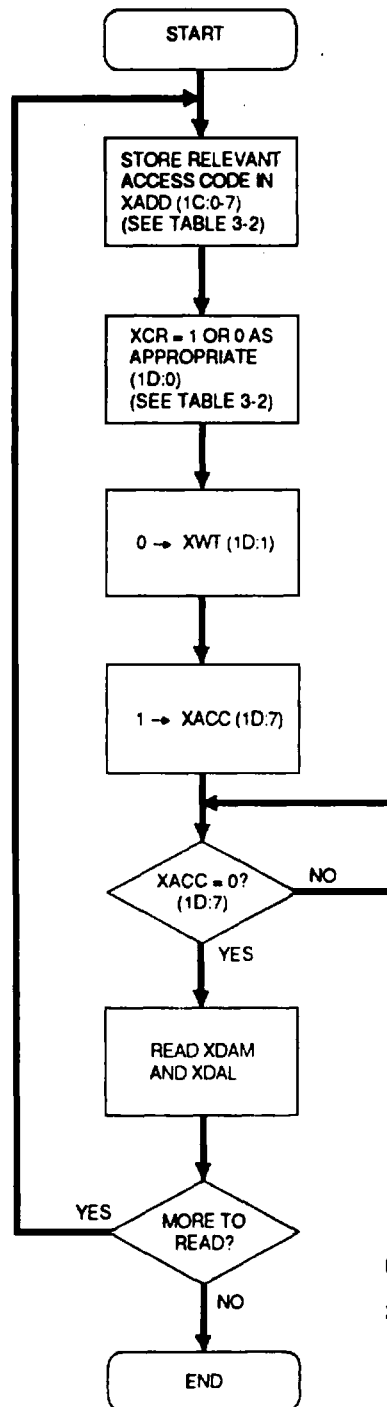 START
STORE RELEVANT
ACCESS CODE IN
XADD (1C:0-7)
(SEE TABLE 3-2)
XCR = 1 OR 0 AS
APPROPRIATE
(1D:0)
(SEE TABLE 3-2)
0 → XWT (1D:1)
1 → XACC (1D:7)
XACC = 0?
(1D:7)
NO
YES
READ XDAM
AND XDAL
YES
MORE TO
READ?
NO
END